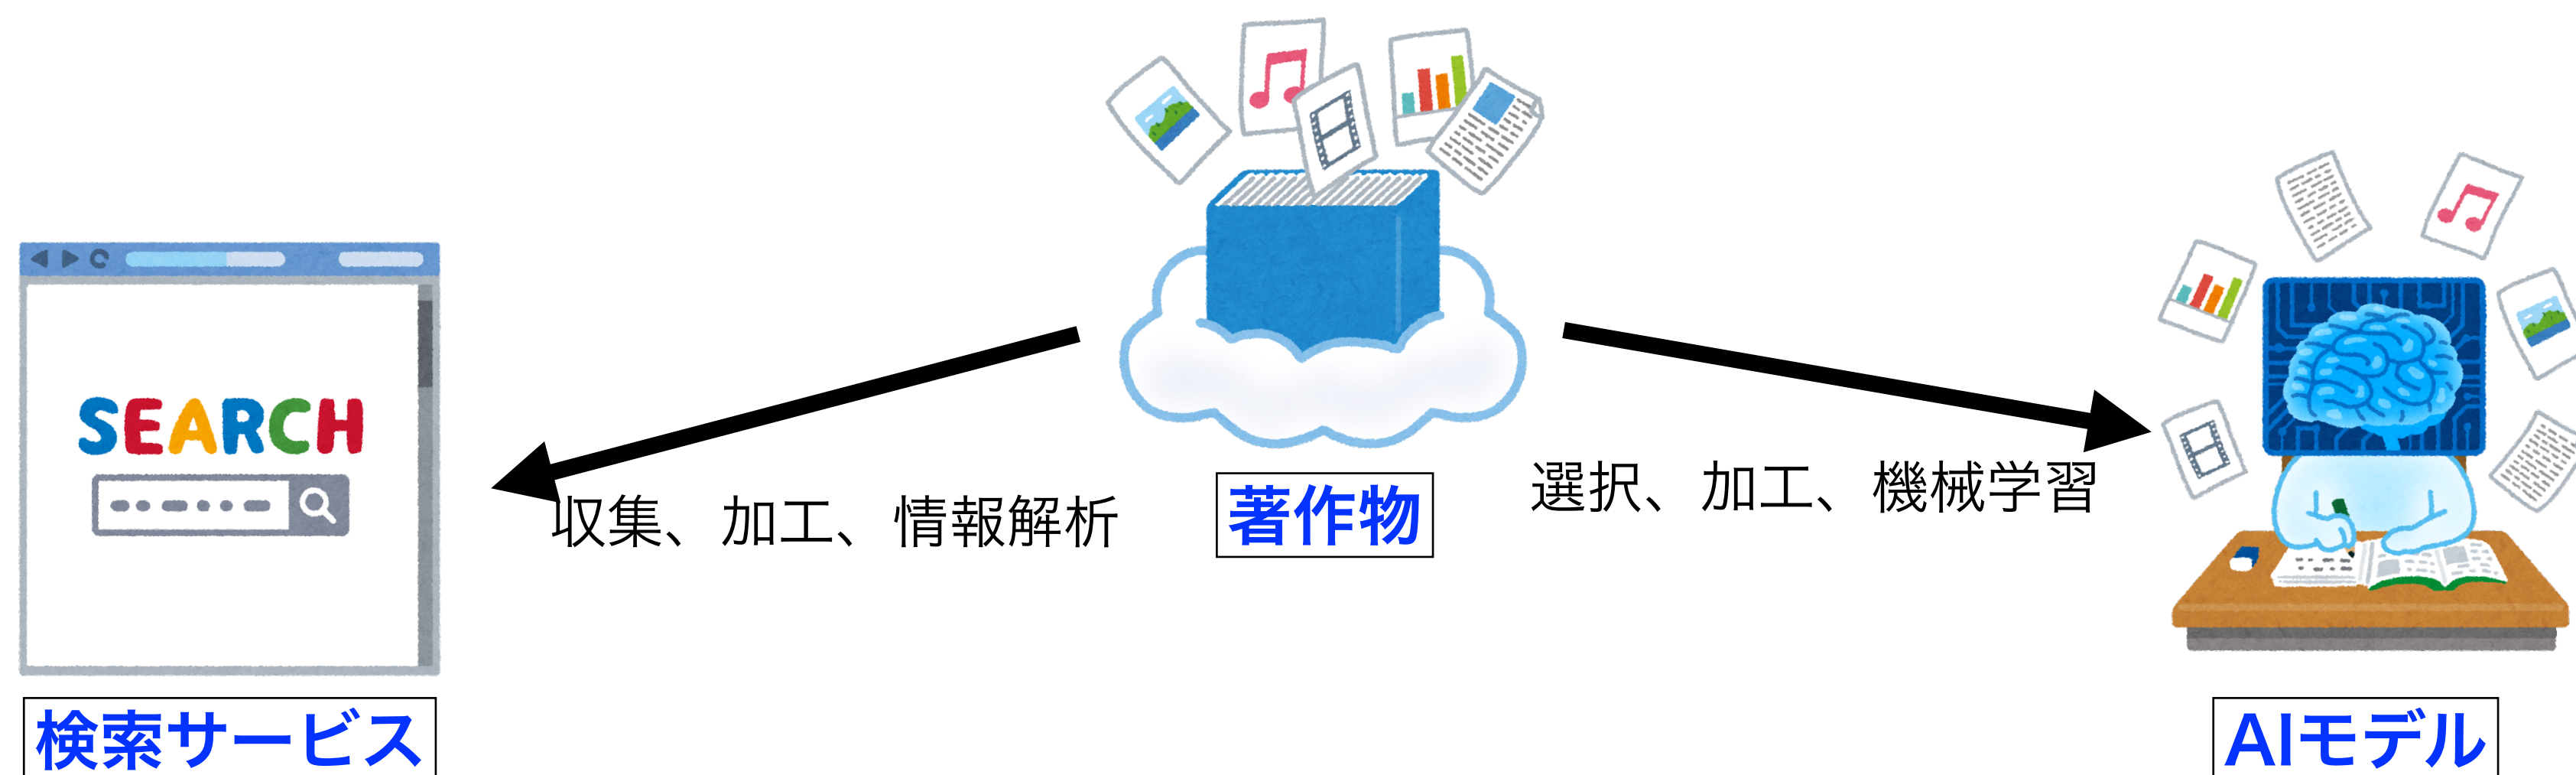 SEARCH
検索サービス
収集、加工、情報解析
著作物
選択、加工、機械学習
AIモデル